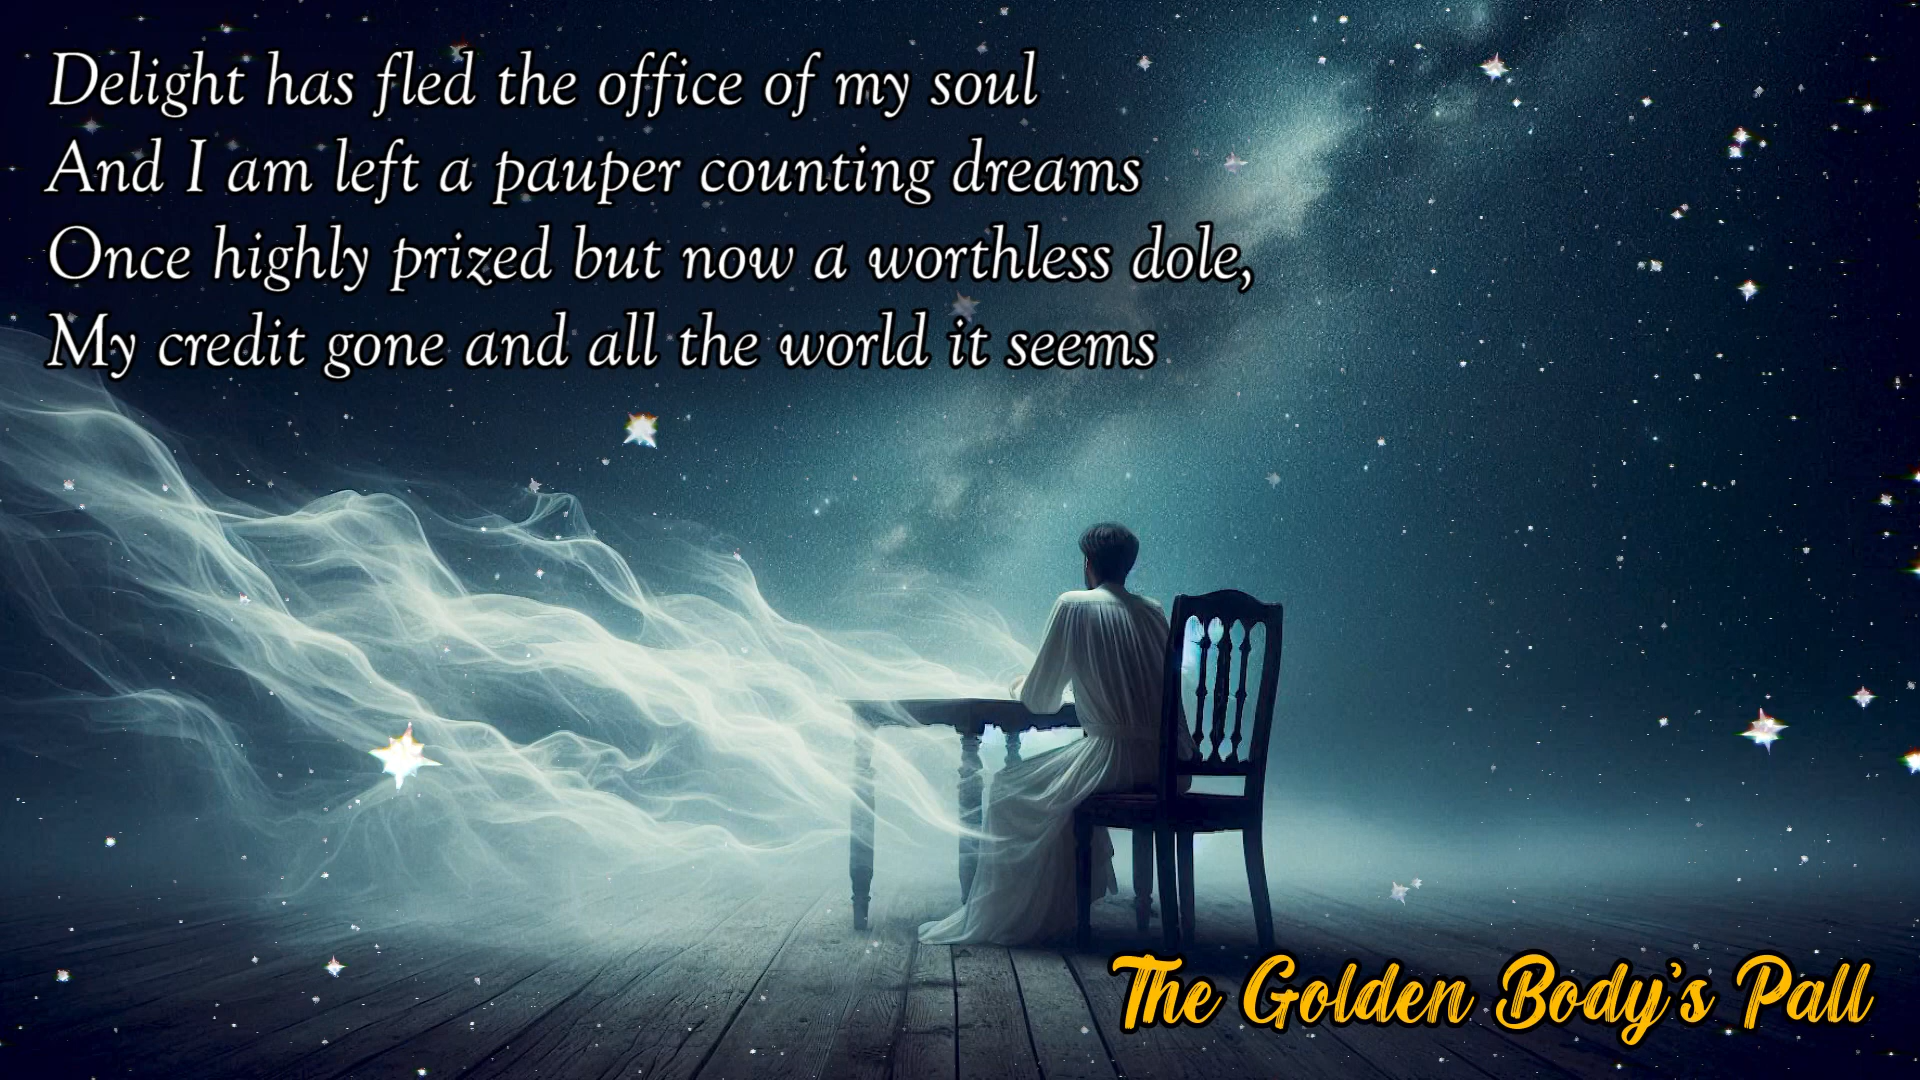 Delight has fled the office of my soul
And I am left a pauper counting dreams
Once highly prized but now a worthless dole,
My credit gone and all the world it seems
The Golden Body's Pall